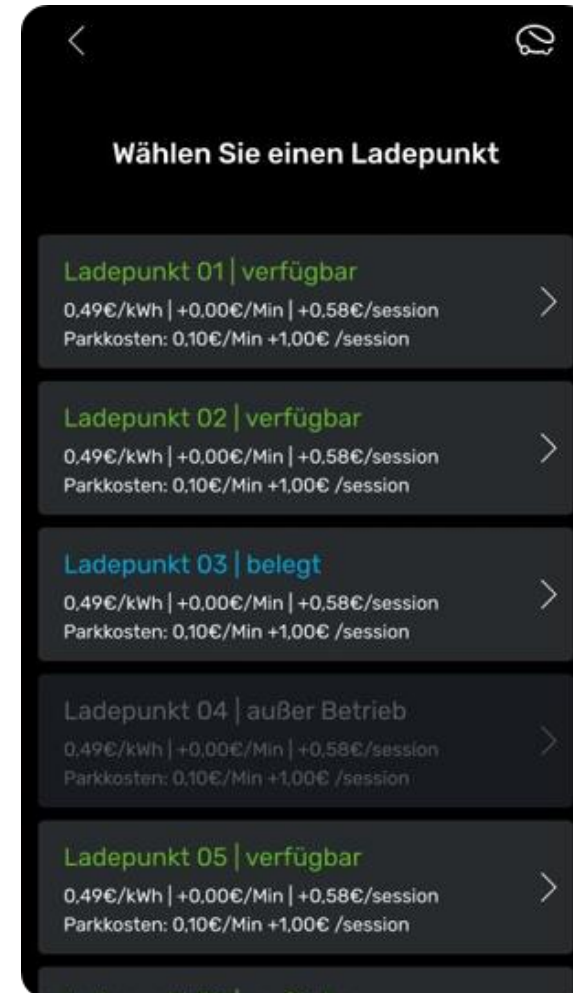 Wählen Sie einen Ladepunkt
Ladepunkt 01 | verfügbar
0,49€/kWh | +0,00€/Min | +0,58€/session
Parkkosten: 0,10€/Min +1,00€ /session
Ladepunkt 02 | verfügbar
0,49€/kWh | +0,00€/Min | +0,58€/session
Parkkosten: 0,10€/Min +1,00€ /session
Ladepunkt 03 | belegt
0,49€/kWh | +0,00€/Min | +0,58€/session
Parkkosten: 0,10€/Min +1,00€ /session
Ladepunkt 04 | außer Betrieb
0,49€/kWh | +0,00€/Min | +0,58€/session
Parkkosten: 0,10€/Min +1,00€ /session
Ladepunkt 05 | verfügbar
0,49€/kWh | +0,00€/Min | +0,58€/session
Parkkosten: 0,10€/Min +1,00€ /session